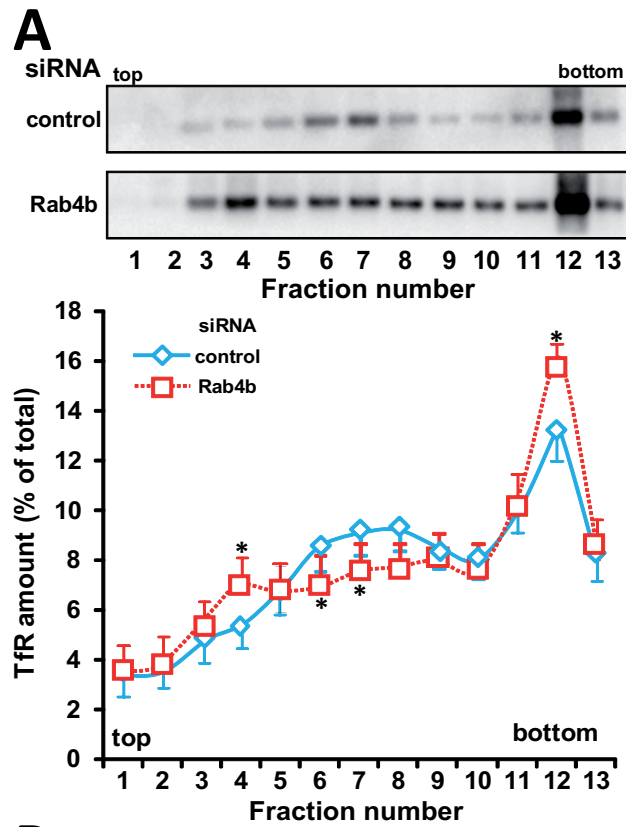 A
siRNA top bottom
control
Rab4b
1 2 3 4 5 6 7 8 9 10 11 12 13
Fraction number
18
siRNA
16
control
Rab4b
14
12
10
8
6
4
2
0
TfR amount (% of total)
* * * *
top bottom
1 2 3 4 5 6 7 8 9 10 11 12 13
Fraction number